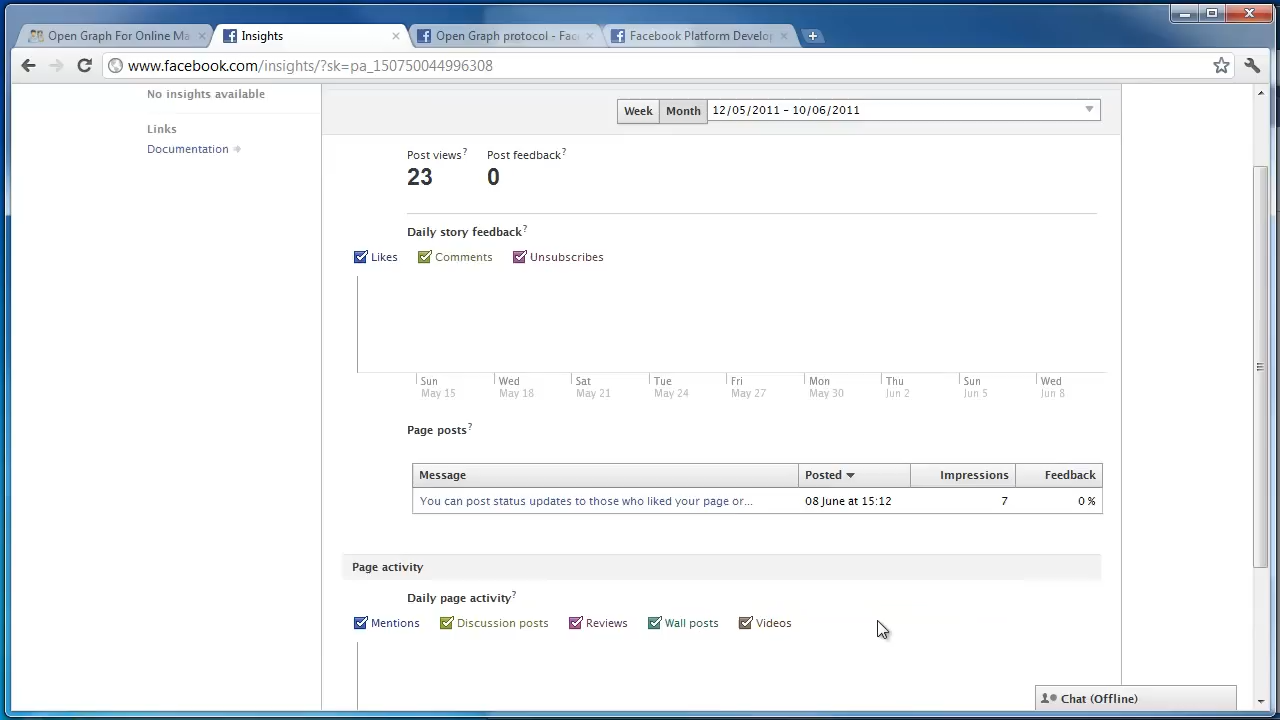 Open Graph For Online Ma
Insights
Open Graph protocol - Fac
Facebook Platform Develop
www.facebook.com/insights/?sk=pa_150750044996308
No insights available
Links
Documentation
Week Month 12/05/2011 - 10/06/2011
Post views? Post feedback?
23 0
Daily story feedback?
Likes Comments Unsubscribes
Sun Wed Sat Tue Fri Mon Thu Sun Wed
May 15 May 18 May 21 May 24 May 27 May 30 Jun 2 Jun 5 Jun 8
Page posts?
Message Posted Impressions Feedback
You can post status updates to those who liked your page or... 08 June at 15:12 7 0 %
Page activity
Daily page activity?
Mentions Discussion posts Reviews Wall posts Videos
Chat (Offline)